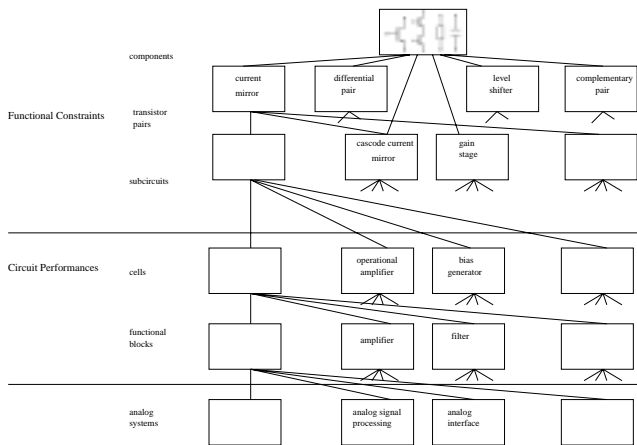 components
current
mirror
differential
pair
level
shifter
complementary
pair
Functional Constraints
transistor
pairs
cascode current
mirror
gain
stage
subcircuits
Circuit Performances
cells
operational
amplifier
bias
generator
functional
blocks
amplifier
filter
analog
systems
analog signal
processing
analog
interface